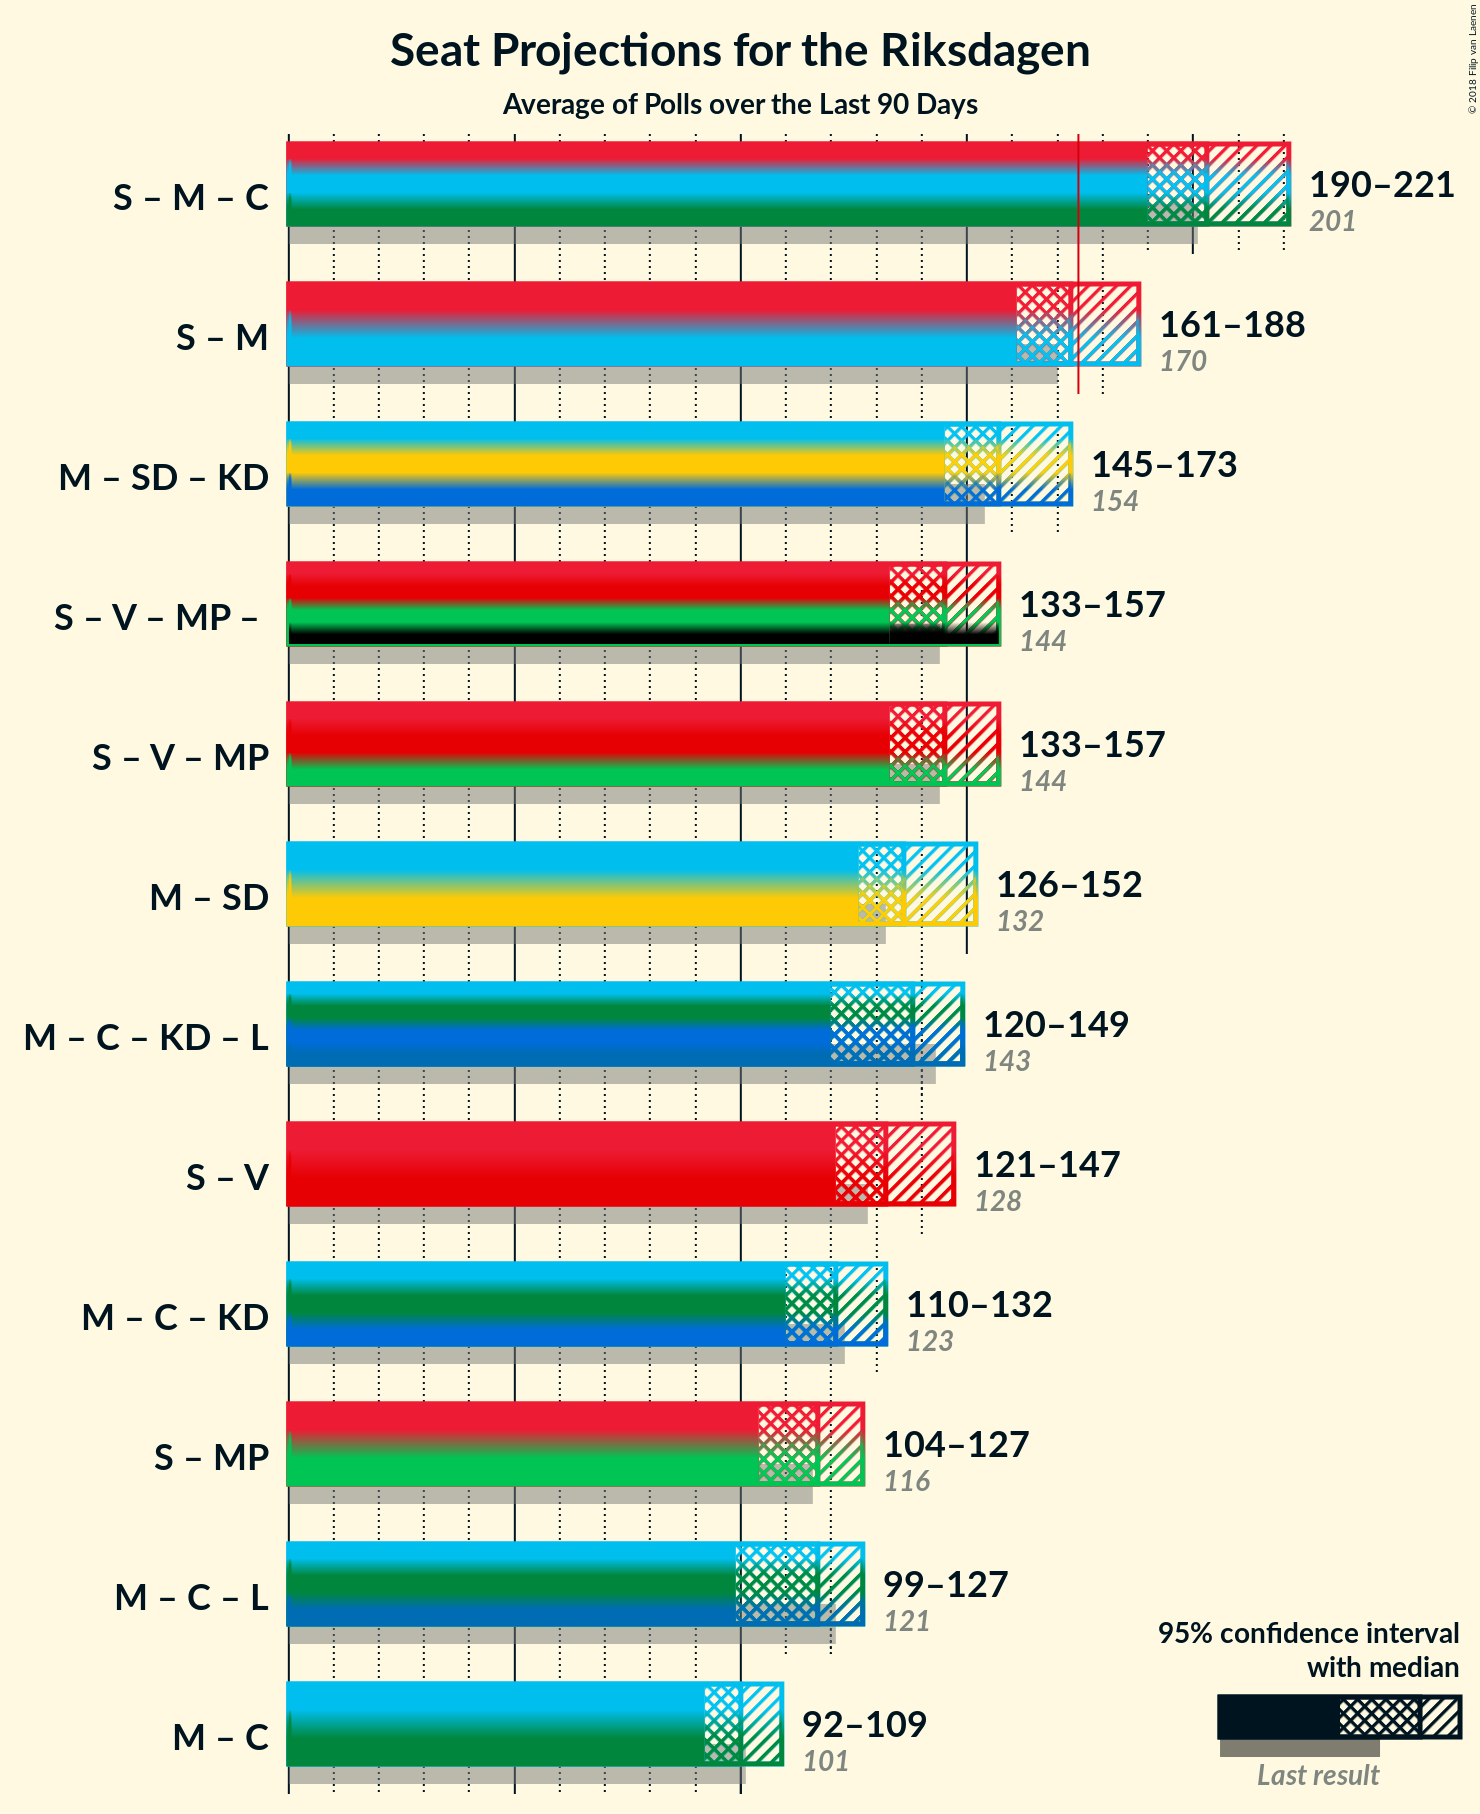 Seat Projections for the Riksdagen
Average of Polls over the Last 90 Days
© 2018 Filip van Laenen
S – M – C
190–221
201
S – M
161–188
170
M – SD – KD
145–173
154
S – V – MP –
133–157
144
S – V – MP
133–157
144
M – SD
126–152
132
M – C – KD – L
120–149
143
S – V
121–147
128
M – C – KD
110–132
123
S – MP
104–127
116
M – C – L
99–127
121
M – C
92–109
101
95% confidence interval
with median
Last result